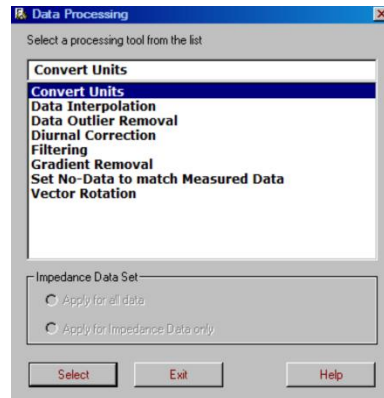 Data Processing
Select a processing tool from the list
Convert Units
Convert Units
Data Interpolation
Data Outlier Removal
Diurnal Correction
Filtering
Gradient Removal
Set No-Data to match Measured Data
Vector Rotation
Impedance Data Set
Apply for all data
Apply for Impedance Data only
Select Exit Help